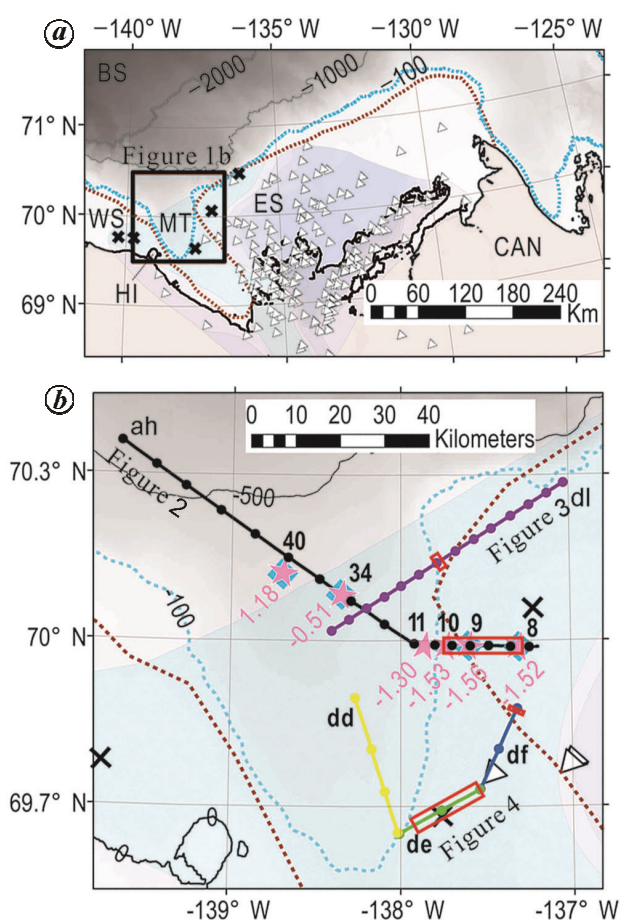 a
−140° W
−135° W
−130° W
−125° W
BS
−2000
−1000
−100
71° N
Figure 1b
70° N
WS
MT
ES
CAN
0
HI
69° N
0 60 120 180 240
Km
b
0 10 20 30 40
Kilometers
ah
70.3° N
Figure 2
-500
dl
Figure 3
40
1.18
34
-0.51
-100
70° N
11
10
9
8
-1.30
-1.53
-1.56
-1.52
dd
df
69.7° N
de
Figure 4
0
0
-139° W
-138° W
-137° W